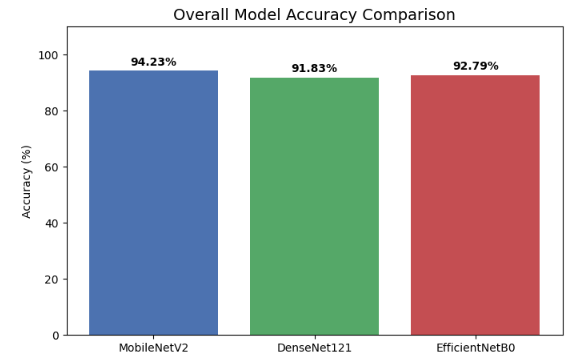 Overall Model Accuracy Comparison
100
80
60
40
20
0
Accuracy (%)
94.23%
91.83%
92.79%
MobileNetV2
DenseNet121
EfficientNetB0